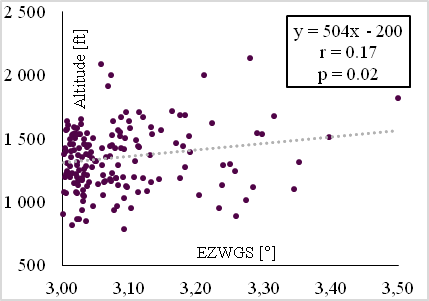 2 500
y = 504x - 200
r = 0.17
p = 0.02
Altitude [ft]
2 000
1 500
1 000
500
EZWGS [°]
3,00 3,10 3,20 3,30 3,40 3,50